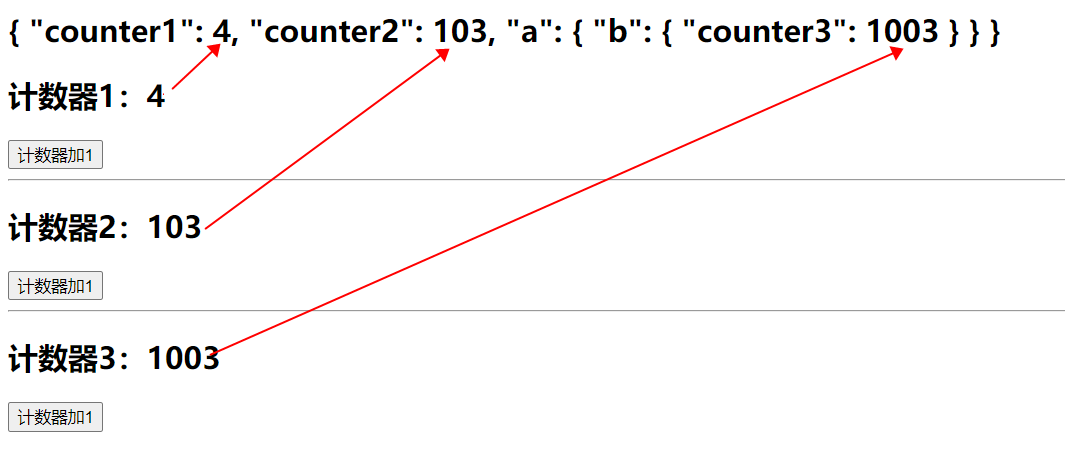 { "counter1": 4, "counter2": 103, "a": { "b": { "counter3": 1003 } } }
计数器1：4
计数器加1
计数器2：103
计数器加1
计数器3：1003
计数器加1